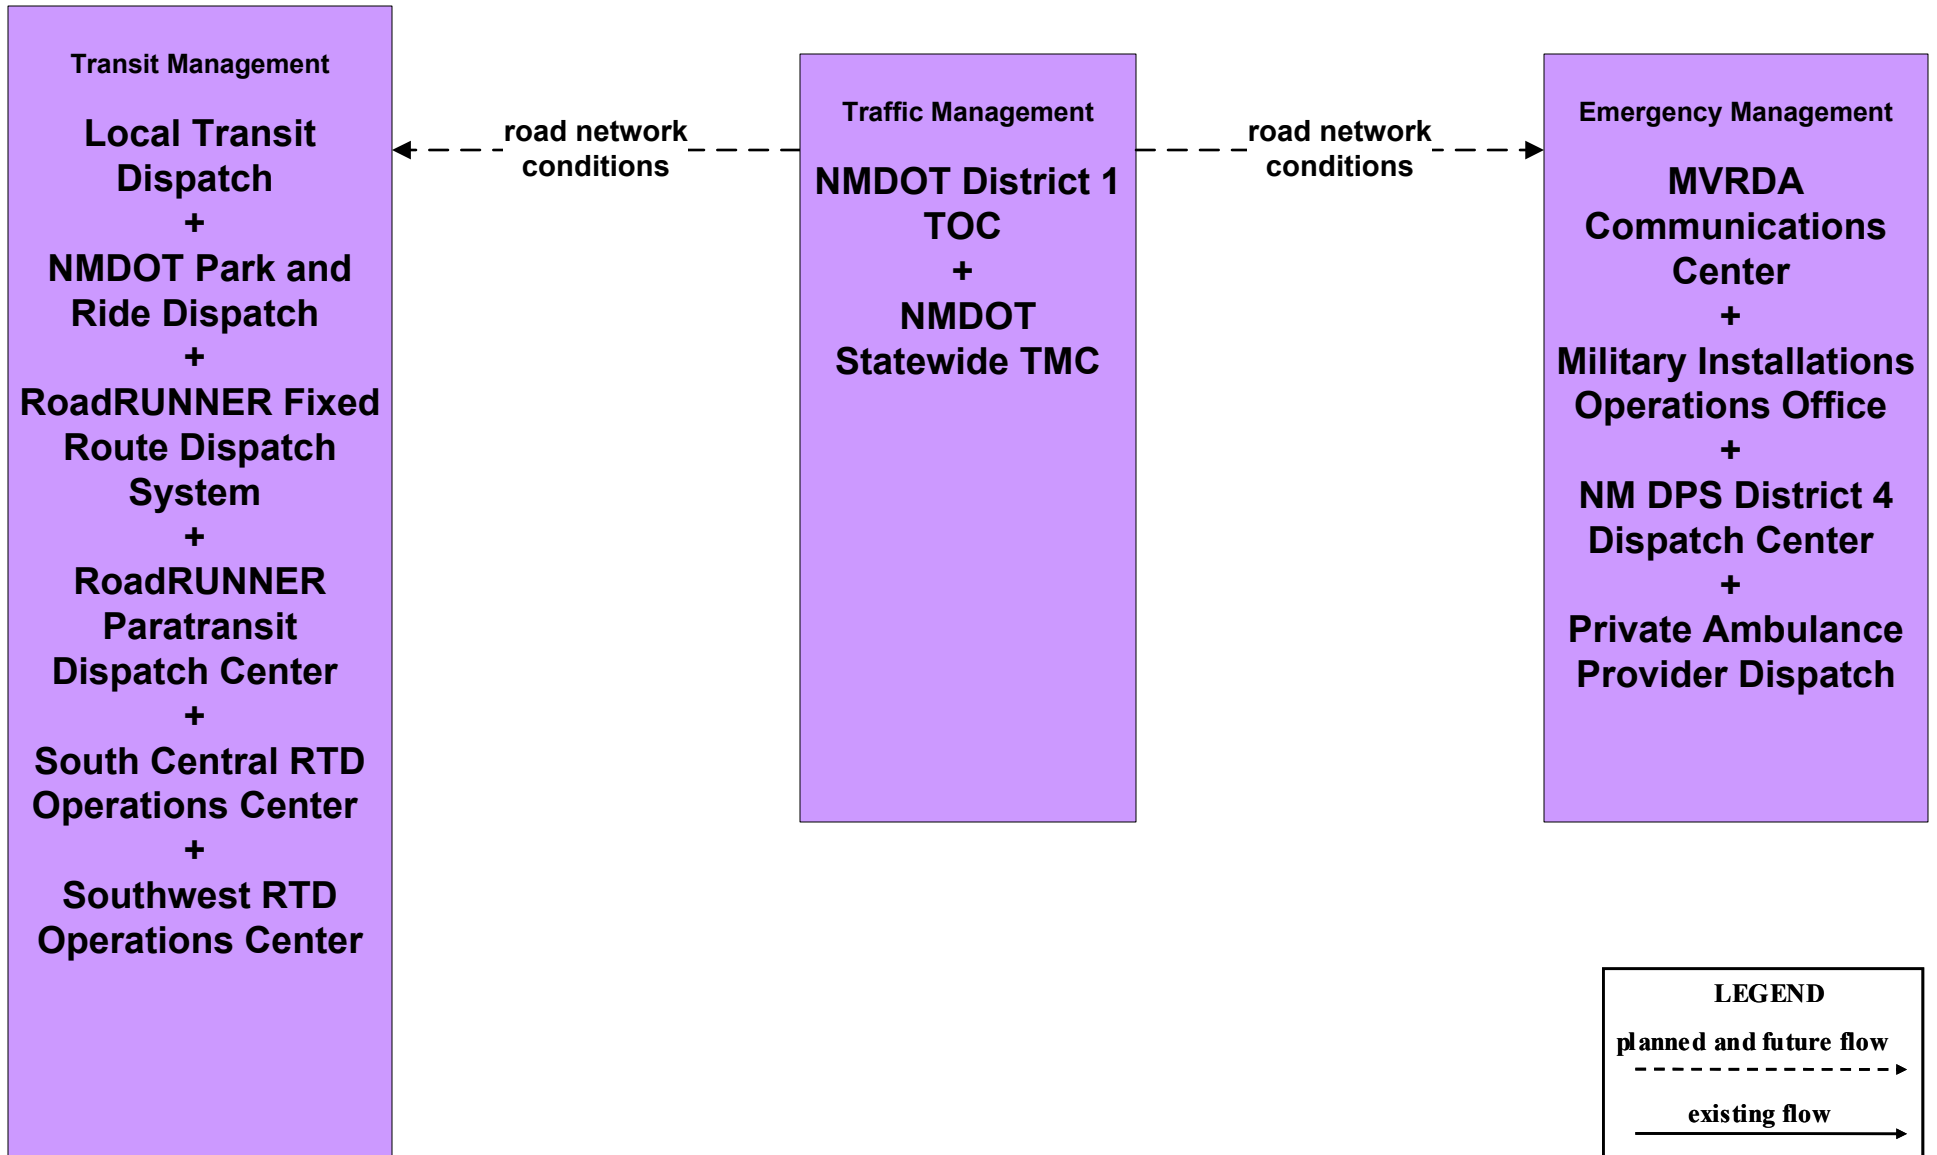 Transit Management
Local Transit
Dispatch
+
NMDOT Park and
Ride Dispatch
+
RoadRUNNER Fixed
Route Dispatch
System
+
RoadRUNNER
Paratransit
Dispatch Center
+
South Central RTD
Operations Center
+
Southwest RTD
Operations Center
road network
conditions
Traffic Management
NMDOT District 1
TOC
+
NMDOT
Statewide TMC
road network
conditions
Emergency Management
MVRDA
Communications
Center
+
Military Installations
Operations Office
+
NM DPS District 4
Dispatch Center
+
Private Ambulance
Provider Dispatch
LEGEND
planned and future flow
existing flow